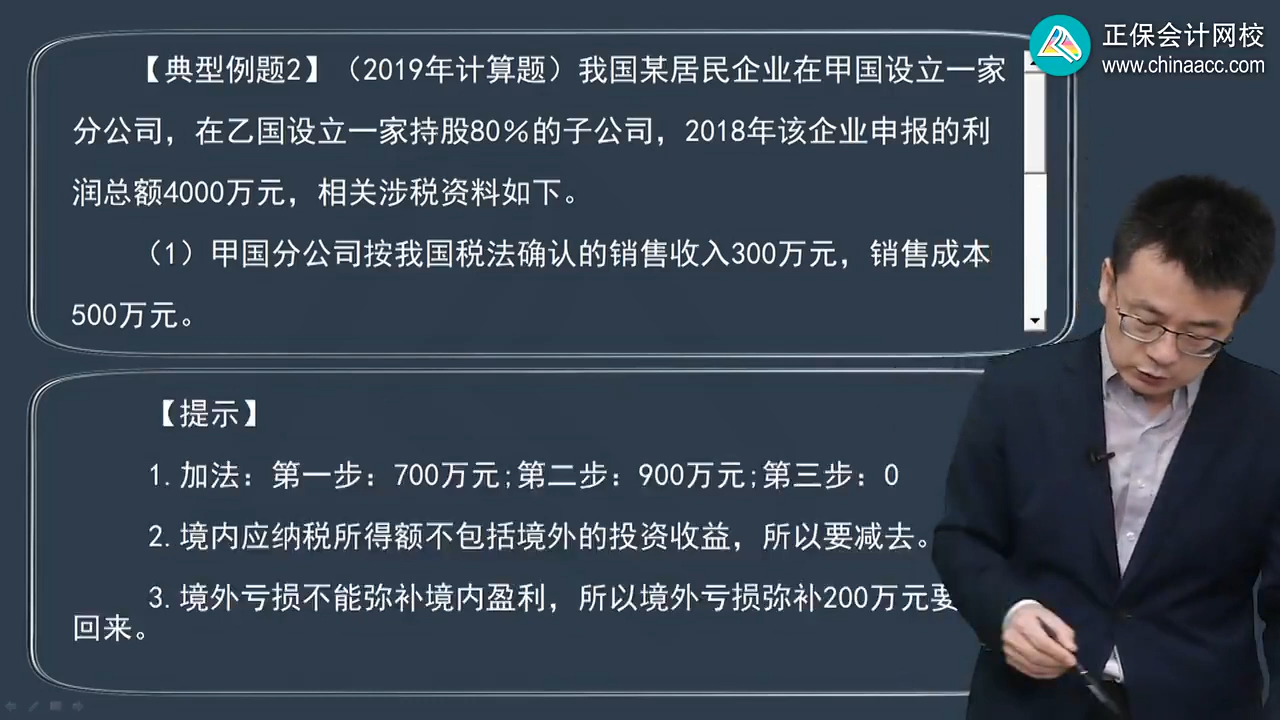 正保会计网校
www.chinaacc.com
【典型例题2】（2019年计算题）我国某居民企业在甲国设立一家
分公司，在乙国设立一家持股80%的子公司，2018年该企业申报的利
润总额4000万元，相关涉税资料如下。
（1）甲国分公司按我国税法确认的销售收入300万元，销售成本
500万元。
【提示】
1.加法：第一步：700万元;第二步：900万元;第三步：0
2.境内应纳税所得额不包括境外的投资收益，所以要减去。
3.境外亏损不能弥补境内盈利，所以境外亏损弥补200万元要
回来。